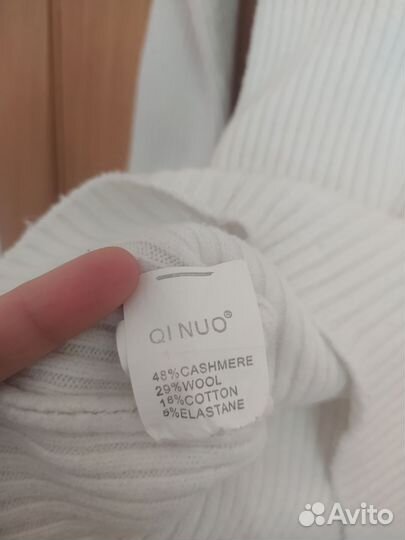 QI NUO®
48%CASHMERE
29%WOOL
18%COTTON
5%ELASTANE
Avito